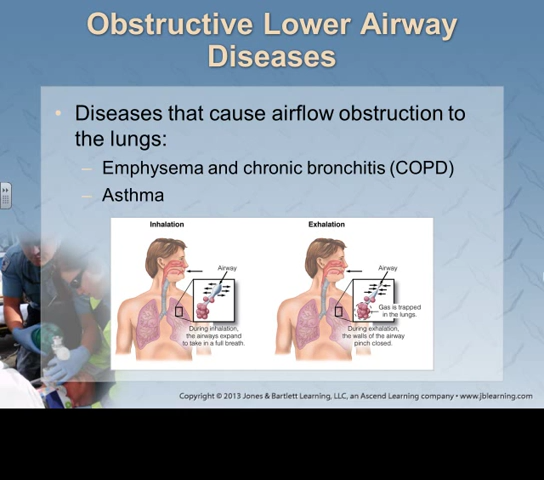 Obstructive Lower Airway
Diseases
• Diseases that cause airflow obstruction to
the lungs:
– Emphysema and chronic bronchitis (COPD)
– Asthma
Inhalation
Airway
During inhalation,
the airways expand
to take in a full breath.
Exhalation
Airway
Gas is trapped
in the lungs.
During exhalation,
the walls of the airway
pinch closed.
Copyright © 2013 Jones & Bartlett Learning, LLC, an Ascend Learning company • www.jblearning.com